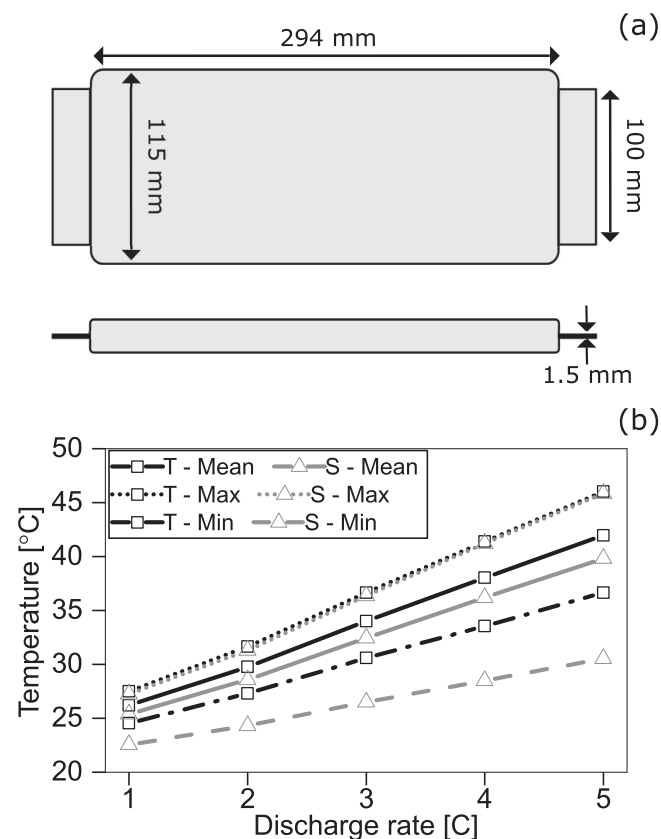 (a)
294 mm
115 mm
100 mm
1.5 mm
(b)
T - Mean S - Mean
T - Max S - Max
T - Min S - Min
Temperature [°C]
50
45
40
35
30
25
20
1 2 3 4 5
Discharge rate [C]